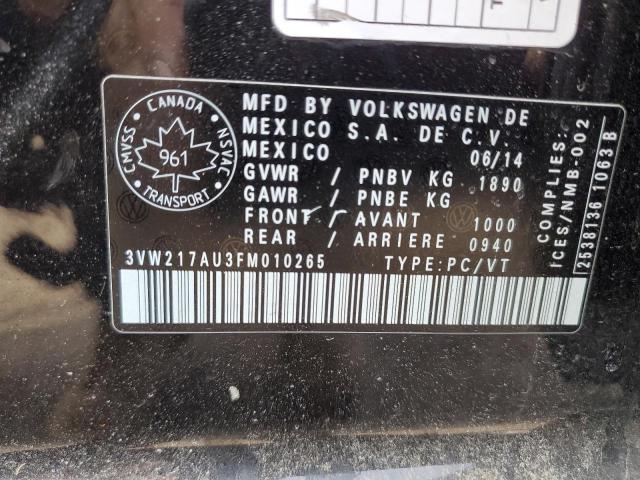 CANADA
CMVSS
NSVAC
961
TRANSPORT
MFD BY VOLKSWAGEN DE
MEXICO S.A. DE C.V.
MEXICO 06/14
GVWR / PNBV KG 1890
GAWR / PNBE KG
FRONT / AVANT 1000
REAR / ARRIERE 0940
3VW217AU3FM010265 TYPE:PC/VT
COMPLIES:
ICES/NMB-002
2538136 1063B